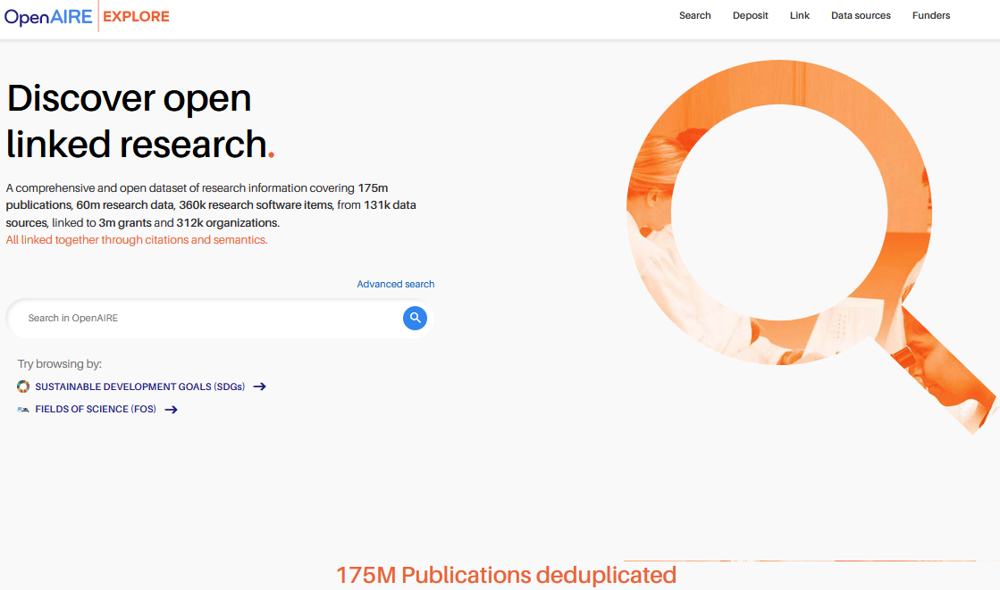 OpenAIRE EXPLORE
Search Deposit Link Data sources Funders
Discover open
linked research.
A comprehensive and open dataset of research information covering 175m
publications, 60m research data, 360k research software items, from 131k data
sources, linked to 3m grants and 312k organizations.
All linked together through citations and semantics.
Advanced search
Search in OpenAIRE
Try browsing by:
SUSTAINABLE DEVELOPMENT GOALS (SDGs)
FIELDS OF SCIENCE (FOS)
175M Publications deduplicated